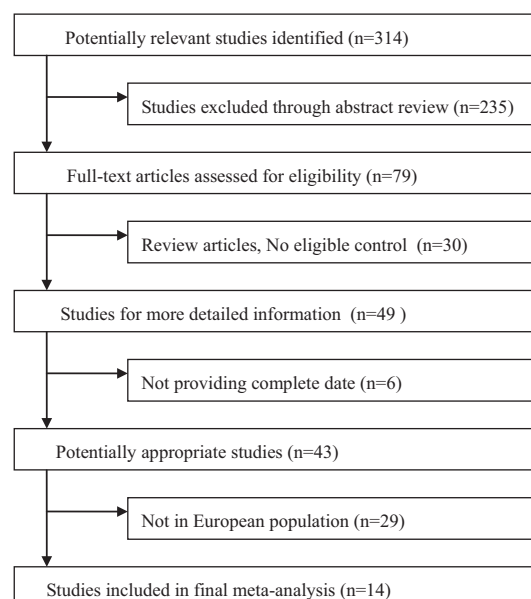 Potentially relevant studies identified (n=314)
Studies excluded through abstract review (n=235)
Full-text articles assessed for eligibility (n=79)
Review articles, No eligible control (n=30)
Studies for more detailed information (n=49 )
Not providing complete date (n=6)
Potentially appropriate studies (n=43)
Not in European population (n=29)
Studies included in final meta-analysis (n=14)